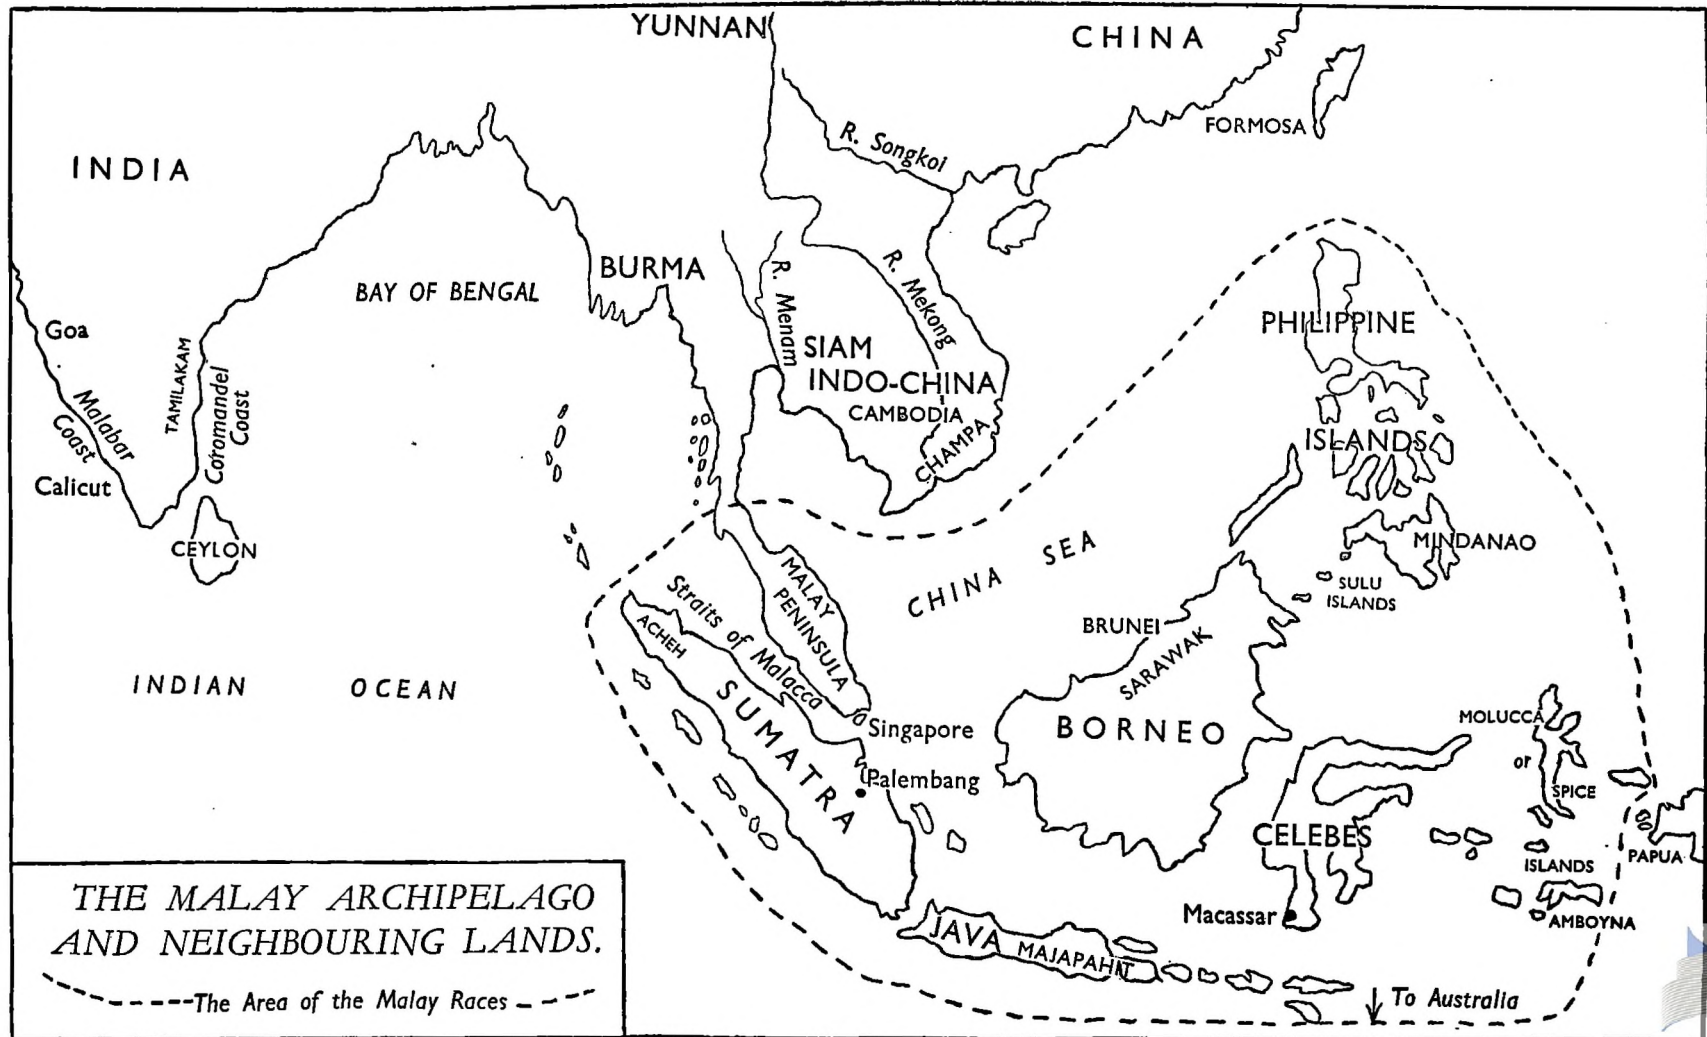 YUNNAN
CHINA
FORMOSA
R. Songkoi
INDIA
BURMA
BAY OF BENGAL
R. Menam
R. Mekong
Goa
TAMILAKAM
Coromandel
Coast
Malabar
Coast
Calicut
CEYLON
SIAM
INDO-CHINA
CAMBODIA
CHAMPA
PHILIPPINE
ISLANDS
MINDANAO
SULU
ISLANDS
CHINA SEA
MALAY
PENINSULA
Straits of Malacca
ACHEH
SUMATRA
BRUNEI
SARAWAK
BORNEO
INDIAN OCEAN
Singapore
Palembang
MOLUCCA
or
SPICE
ISLANDS
PAPUA
CELEBES
AMBOYNA
Macassar
JAVA
MAJAPAHIT
To Australia
THE MALAY ARCHIPELAGO
AND NEIGHBOURING LANDS.
The Area of the Malay Races